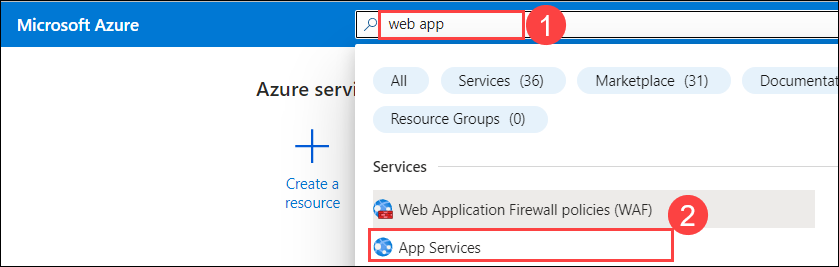 Microsoft Azure
web app
1
All
Services (36)
Marketplace (31)
Documentat
Resource Groups (0)
Azure servi
Create a
resource
Services
Web Application Firewall policies (WAF)
2
App Services